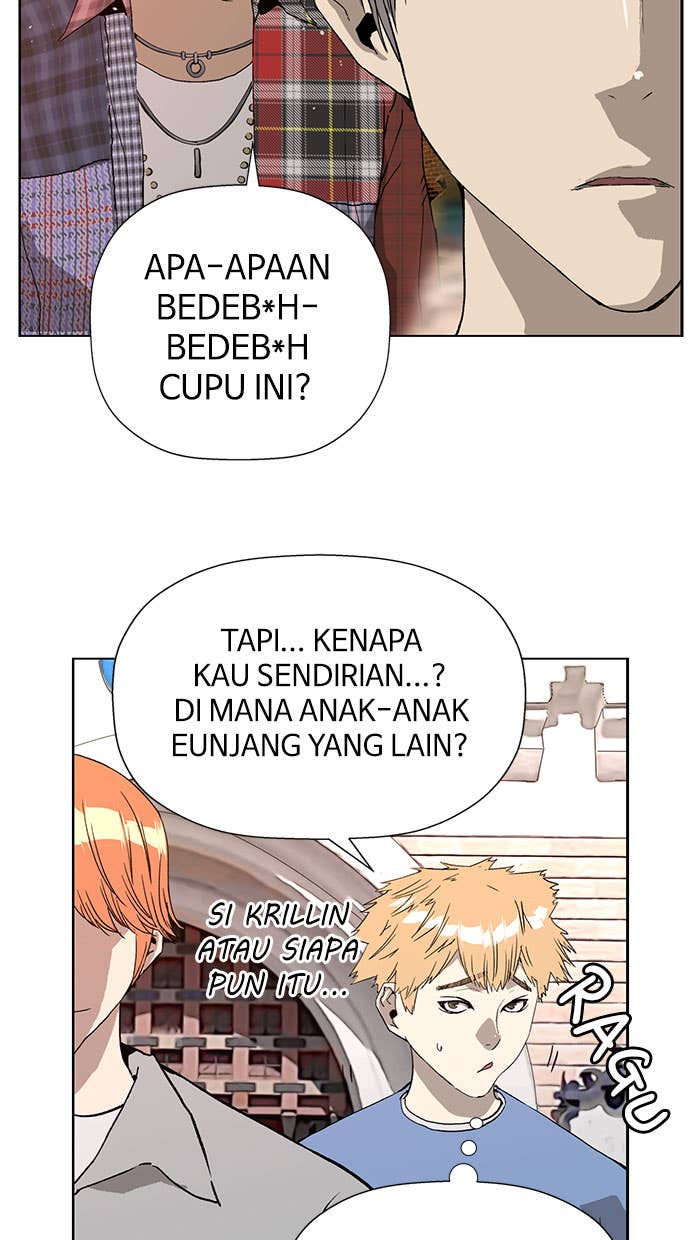 APA-APAAN
BEDEB*H-
BEDEB*H
CUPU INI?
TAPI... KENAPA
KAU SENDIRIAN...?
DI MANA ANAK-ANAK
EUNJANG YANG LAIN?
SI KRILLIN
ATAU SIAPA
PUN ITU...
RAGU